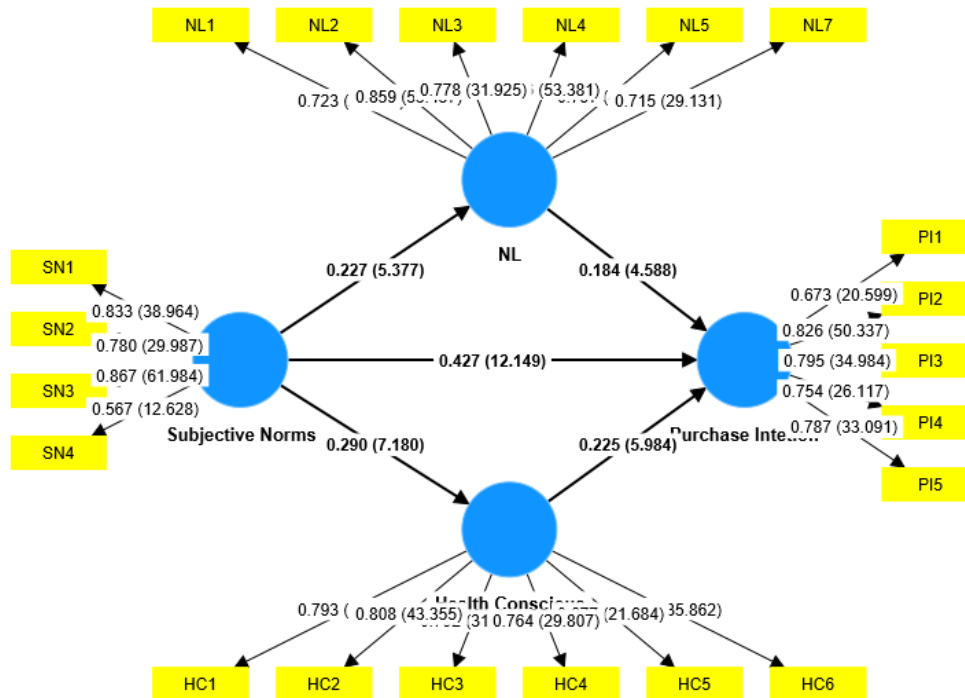 NL1 NL2 NL3 NL4 NL5 NL7
0.723 ( 0.859 ( 0.778 (31.925) (53.381) 0.715 (29.131)
NL
SN1
SN2
SN3
SN4
0.833 (38.964)
0.780 (29.987)
0.867 (61.984)
0.567 (12.628)
Subjective Norms
0.227 (5.377)
0.184 (4.588)
0.427 (12.149)
0.290 (7.180)
0.225 (5.984)
PI1
PI2
PI3
PI4
PI5
0.673 (20.599)
0.826 (50.337)
0.795 (34.984)
0.754 (26.117)
0.787 (33.091)
Purchase Intetion
Health Conscious
0.793 ( 0.808 (43.355) 0.764 (29.807) (21.684) 35.862)
HC1 HC2 HC3 HC4 HC5 HC6